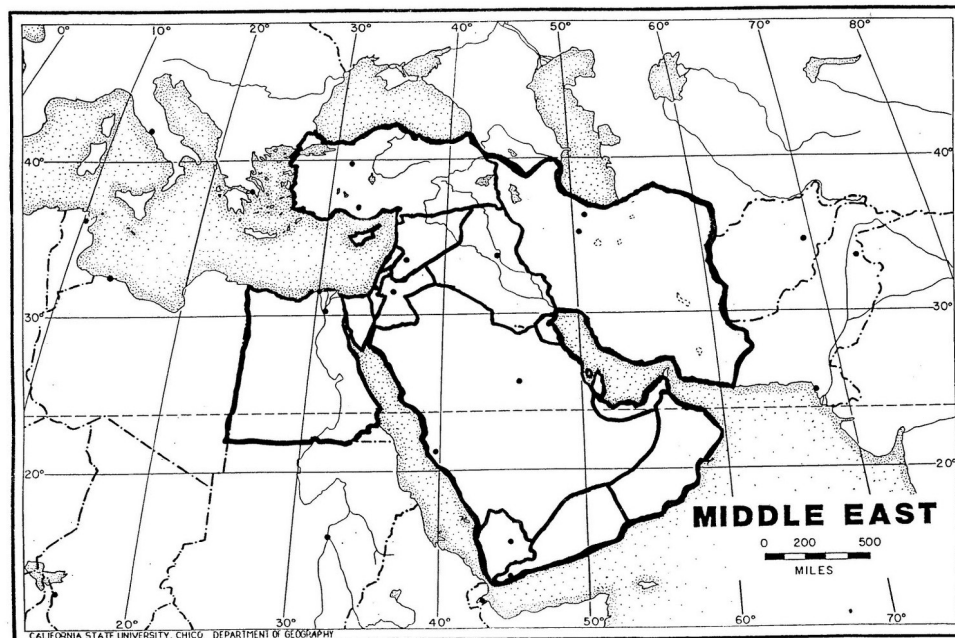 0° 10° 20° 30° 40° 50° 60° 70° 80°
40° 40°
30° 30°
20° 20°
MIDDLE EAST
0 200 500
MILES
20° 30° 40° 50° 60° 70°
CALIFORNIA STATE UNIVERSITY, CHICO DEPARTMENT OF GEOGRAPHY